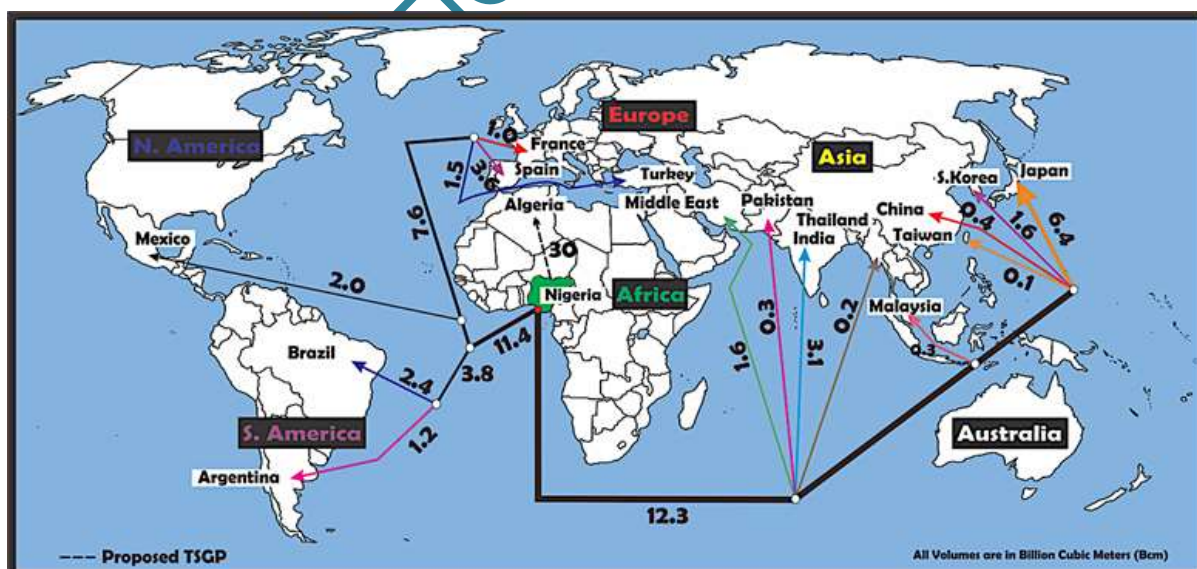 N. America
Europe
Asia
1.0
France
Spain
1.5
3.6
Turkey
S.Korea
Japan
Algeria
Middle East
Pakistan
China
0.4
1.6
6.4
Mexico
7.6
30
Thailand
India
Taiwan
0.1
2.0
Nigeria
Africa
Malaysia
0.3
11.4
1.6
0.3
3.1
0.2
Brazil
2.4
3.8
S. America
1.2
Australia
Argentina
12.3
--- Proposed TSGP
All Volumes are in Billion Cubic Meters (Bcm)